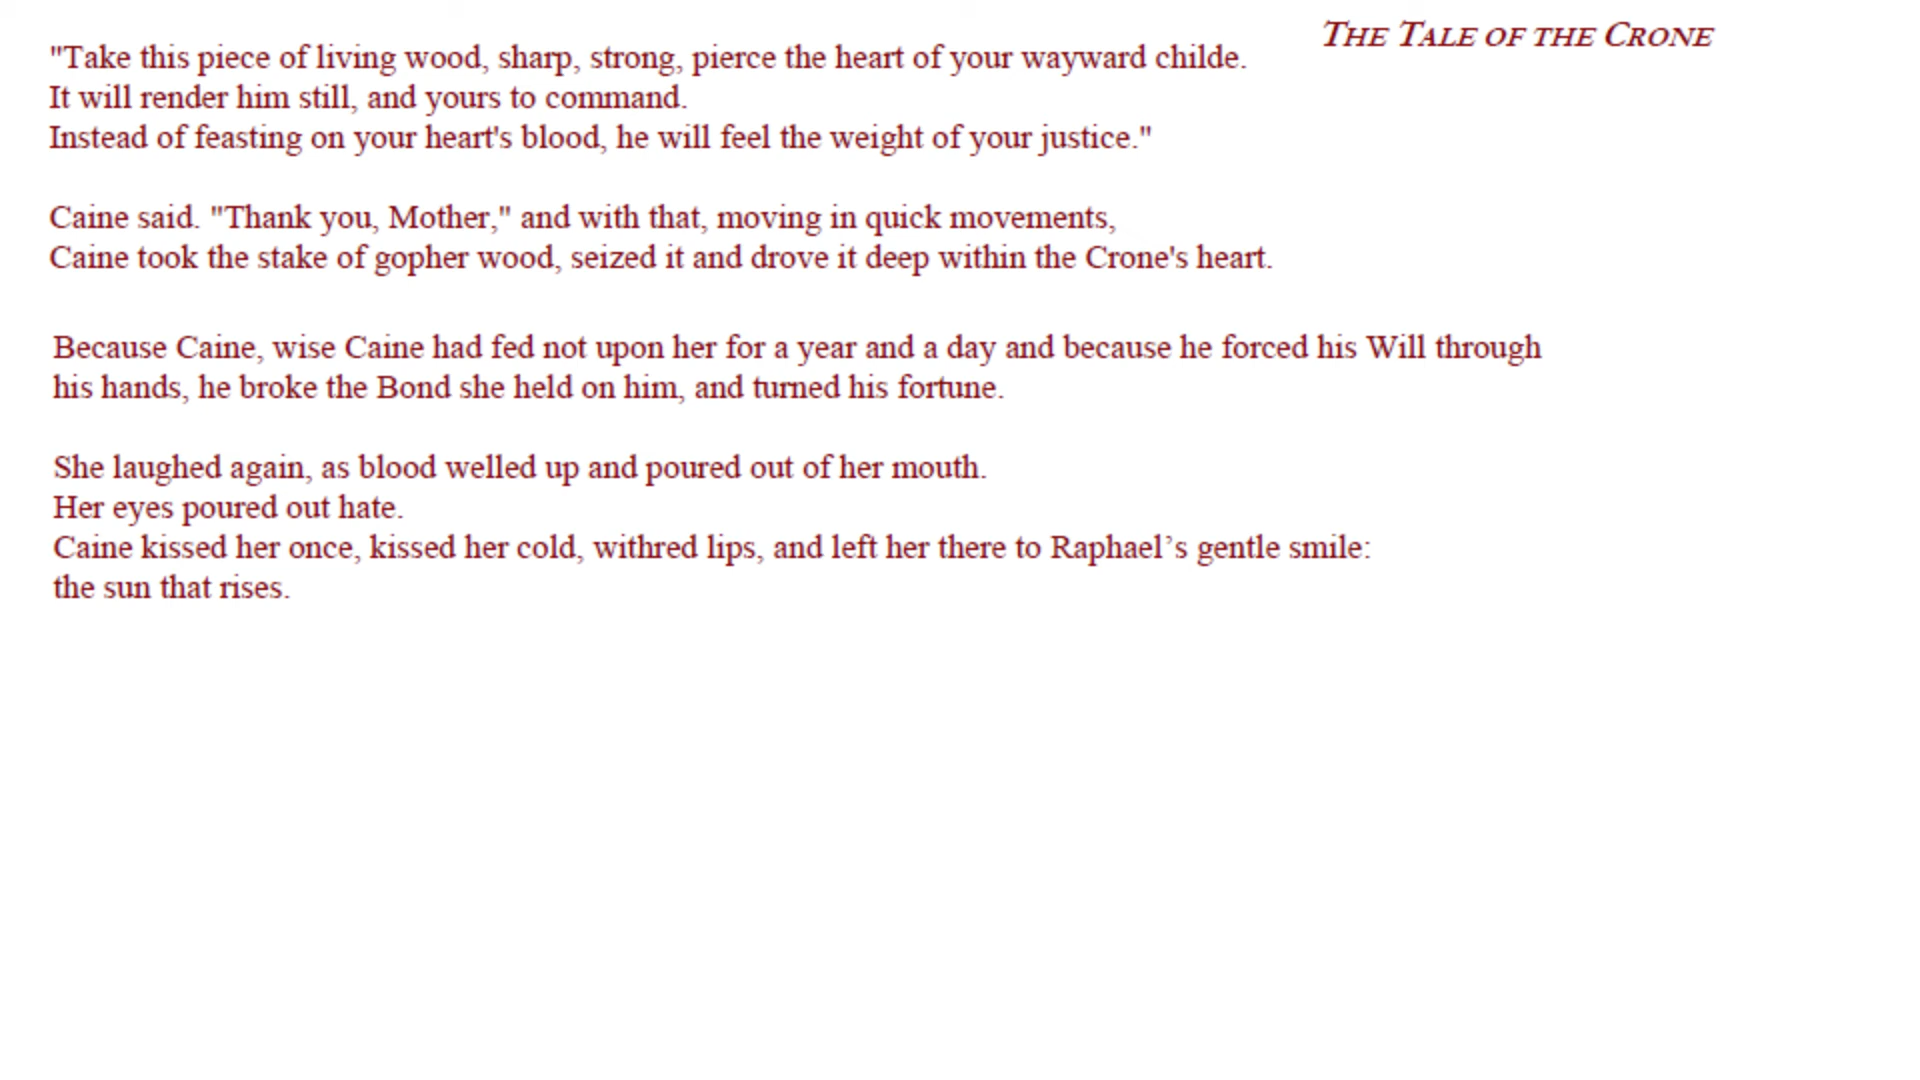 THE TALE OF THE CRONE
"Take this piece of living wood, sharp, strong, pierce the heart of your wayward childe.
It will render him still, and yours to command.
Instead of feasting on your heart's blood, he will feel the weight of your justice."
Caine said. "Thank you, Mother," and with that, moving in quick movements,
Caine took the stake of gopher wood, seized it and drove it deep within the Crone's heart.
Because Caine, wise Caine had fed not upon her for a year and a day and because he forced his Will through
his hands, he broke the Bond she held on him, and turned his fortune.
She laughed again, as blood welled up and poured out of her mouth.
Her eyes poured out hate.
Caine kissed her once, kissed her cold, withred lips, and left her there to Raphael’s gentle smile:
the sun that rises.